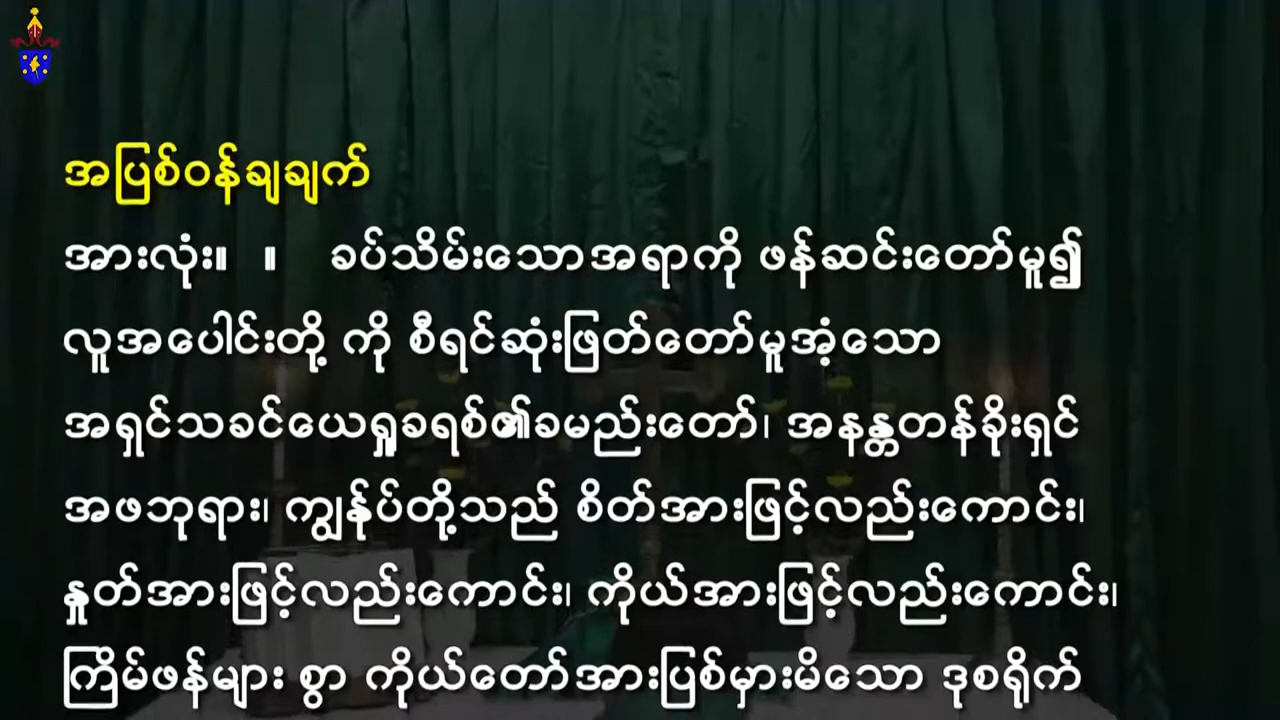 အပြစ်ဝန်ချချက်
အားလုံး။ ။ ခပ်သိမ်းသောအရာကို ဖန်ဆင်းတော်မူ၍
လူအပေါင်းတို့ ကို စီရင်ဆုံးဖြတ်တော်မူအံ့သော
အရှင်သခင်ယေရှုခရစ်၏ခမည်းတော်၊ အနန္တတန်ခိုးရှင်
အဖဘုရား၊ ကျွန်ုပ်တို့သည် စိတ်အားဖြင့်လည်းကောင်း၊
နှုတ်အားဖြင့်လည်းကောင်း၊ ကိုယ်အားဖြင့်လည်းကောင်း၊
ကြိမ်ဖန်များ စွာ ကိုယ်တော်အားပြစ်မှားမိသော ဒုစရိုက်